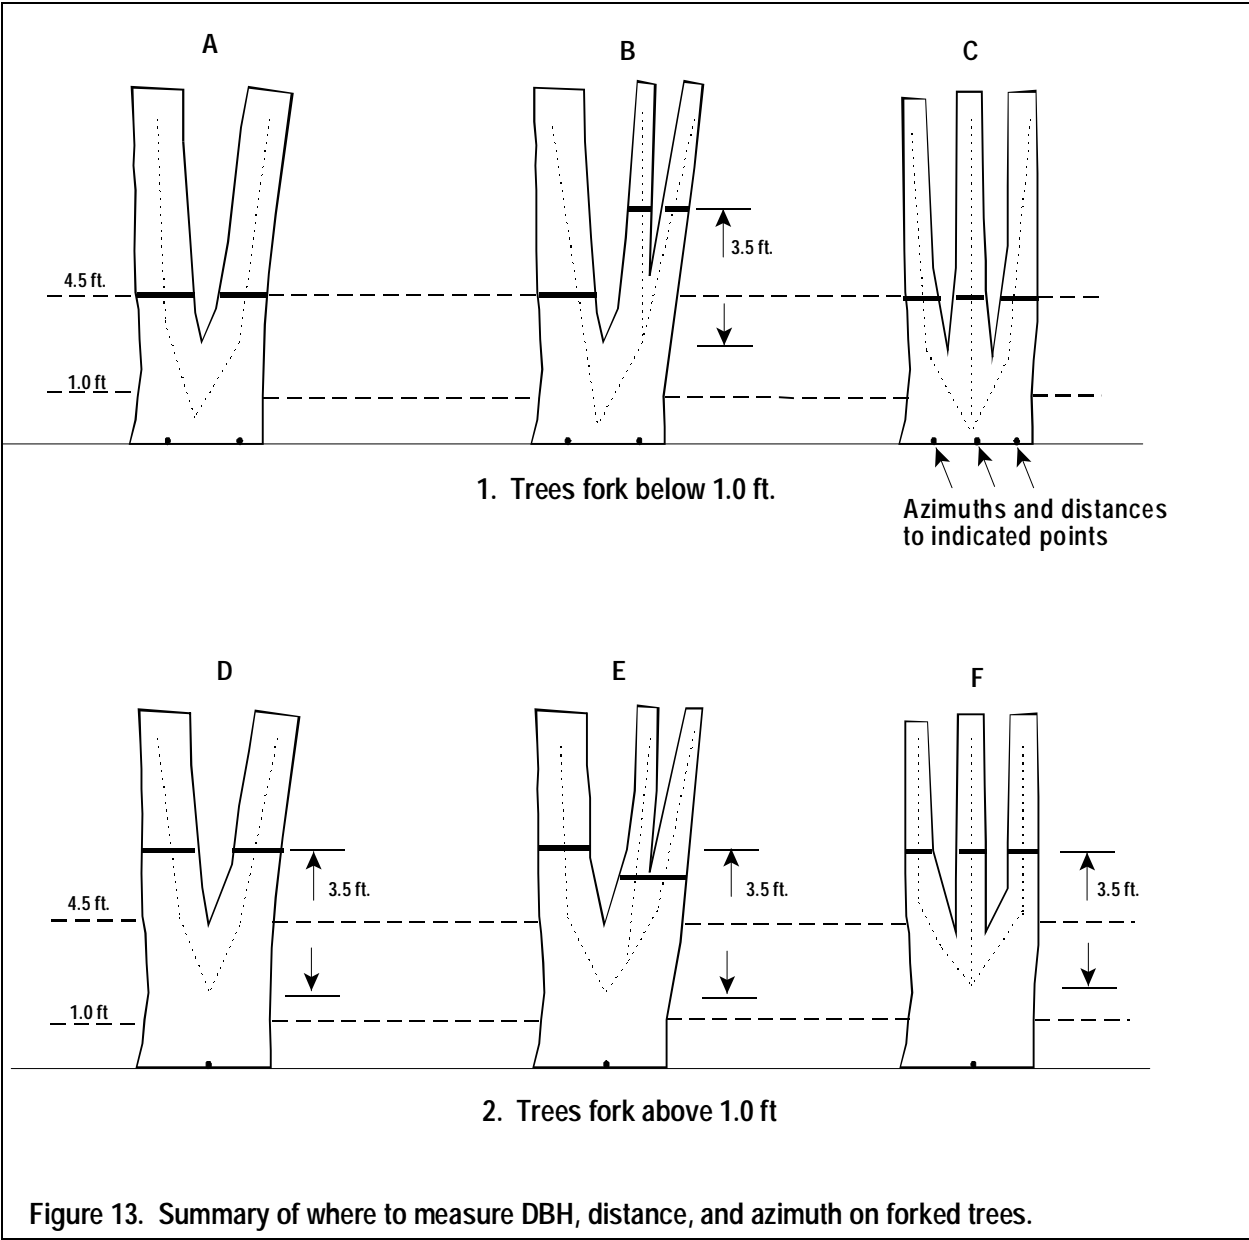 A
B
C
3.5 ft.
4.5 ft.
1.0 ft
1. Trees fork below 1.0 ft.
Azimuths and distances
to indicated points
D
E
F
3.5 ft.
3.5 ft.
3.5 ft.
4.5 ft.
1.0 ft
2. Trees fork above 1.0 ft
Figure 13. Summary of where to measure DBH, distance, and azimuth on forked trees.